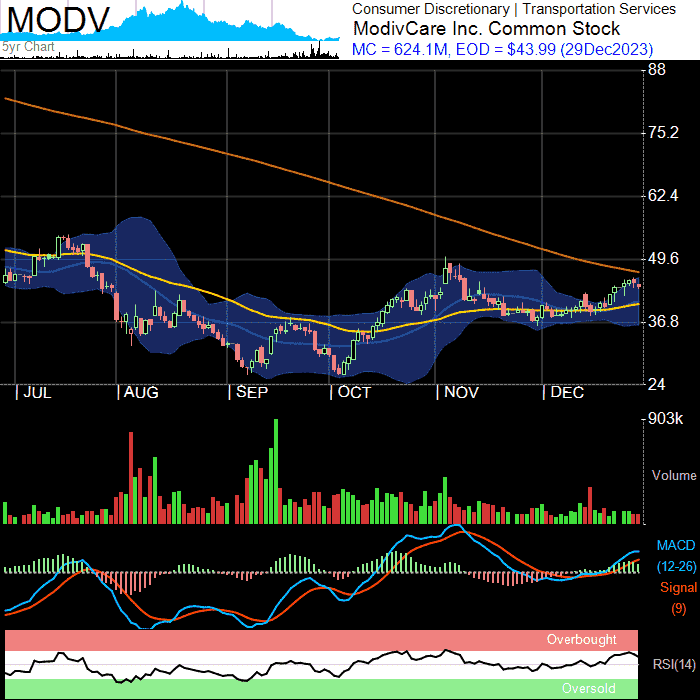 MODV
5yr Chart
Consumer Discretionary | Transportation Services
ModivCare Inc. Common Stock
MC = 624.1M, EOD = $43.99 (29Dec2023)
88
75.2
62.4
49.6
36.8
24
JUL AUG SEP OCT NOV DEC
903k
Volume
MACD
(12-26)
Signal
(9)
Overbought
RSI(14)
Oversold